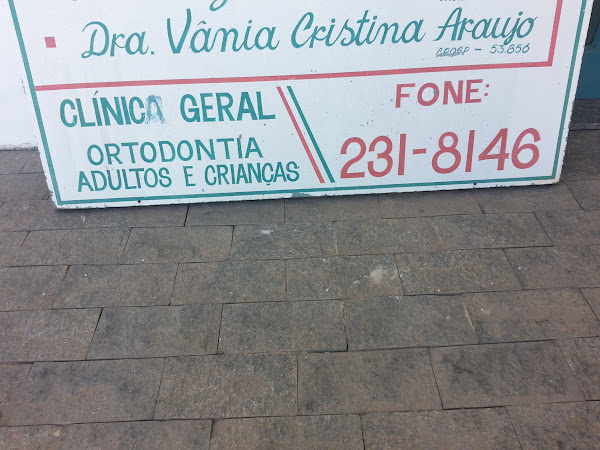 Dra. Vânia Cristina Araujo CROSP - 53.856
CLÍNICA GERAL
ORTODONTIA
ADULTOS E CRIANÇAS
FONE:
231-8146